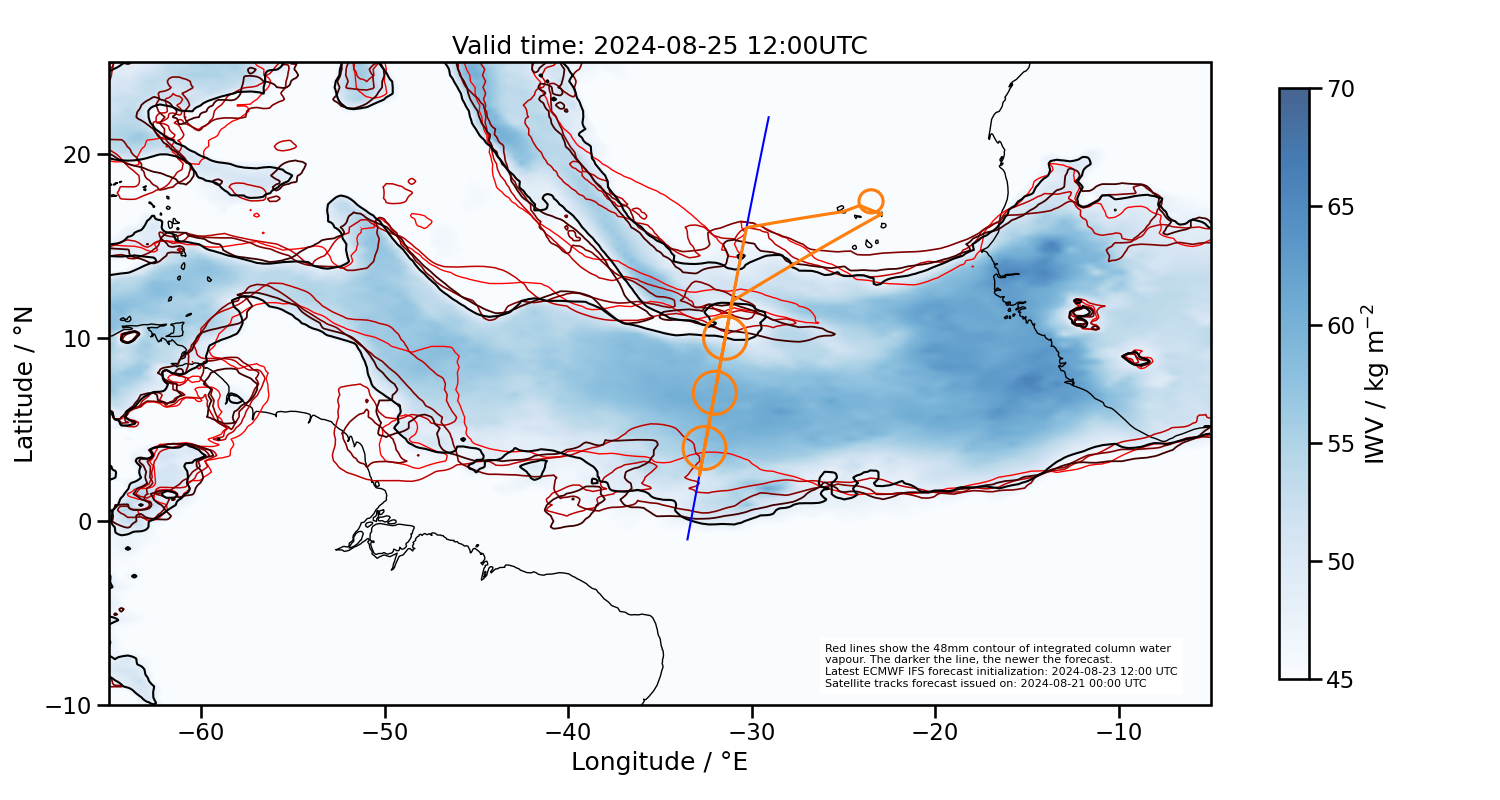 Valid time: 2024-08-25 12:00UTC
20
10
0
−10
Latitude / °N
−60
−50
−40
−30
−20
−10
Longitude / °E
Red lines show the 48mm contour of integrated column water
vapour. The darker the line, the newer the forecast.
Latest ECMWF IFS forecast initialization: 2024-08-23 12:00 UTC
Satellite tracks forecast issued on: 2024-08-21 00:00 UTC
70
65
60
55
50
45
IWV / kg m⁻²